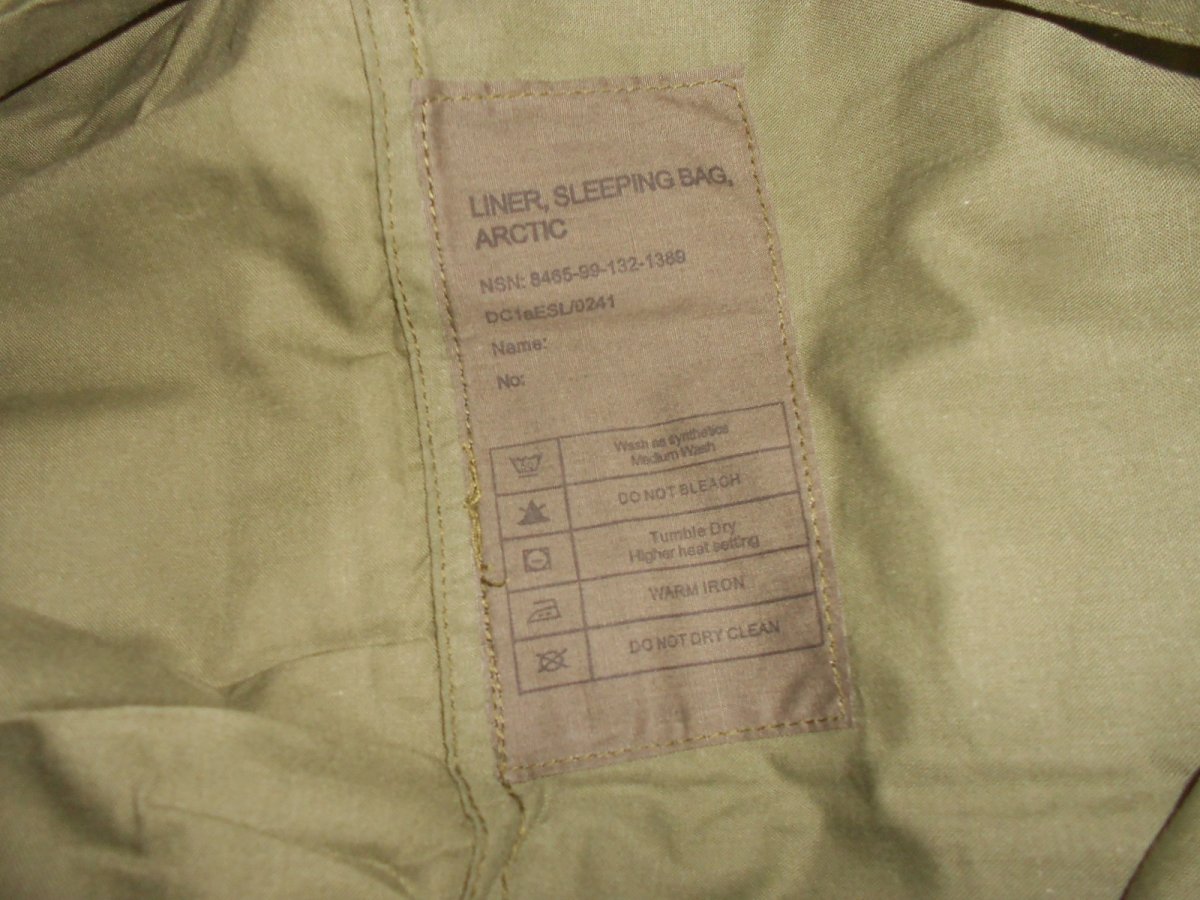 LINER, SLEEPING BAG,
ARCTIC
NSN: 8465-99-132-1389
DC1aESL/0241
Name:
No:
Wash as synthetics
Medium Wash
DO NOT BLEACH
Tumble Dry
Higher heat setting
WARM IRON
DO NOT DRY CLEAN